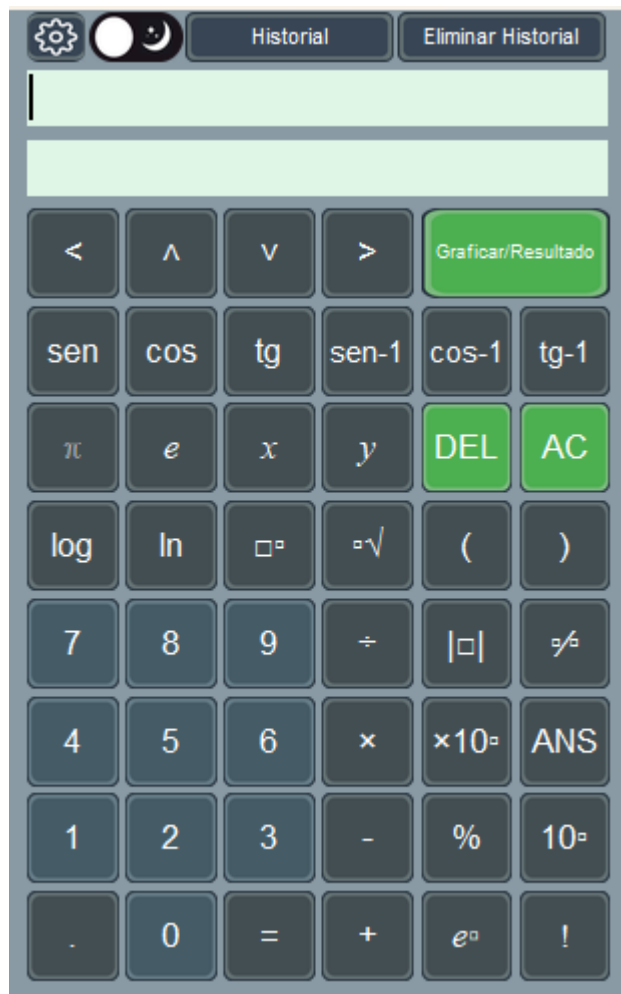 Historial Eliminar Historial
< ˄ ˅ > Graficar/Resultado
sen cos tg sen-1 cos-1 tg-1
π e x y DEL AC
log ln □▫ ▫√ ( )
7 8 9 ÷ |□| ▫⁄▫
4 5 6 × ×10▫ ANS
1 2 3 - % 10▫
. 0 = + e▫ !